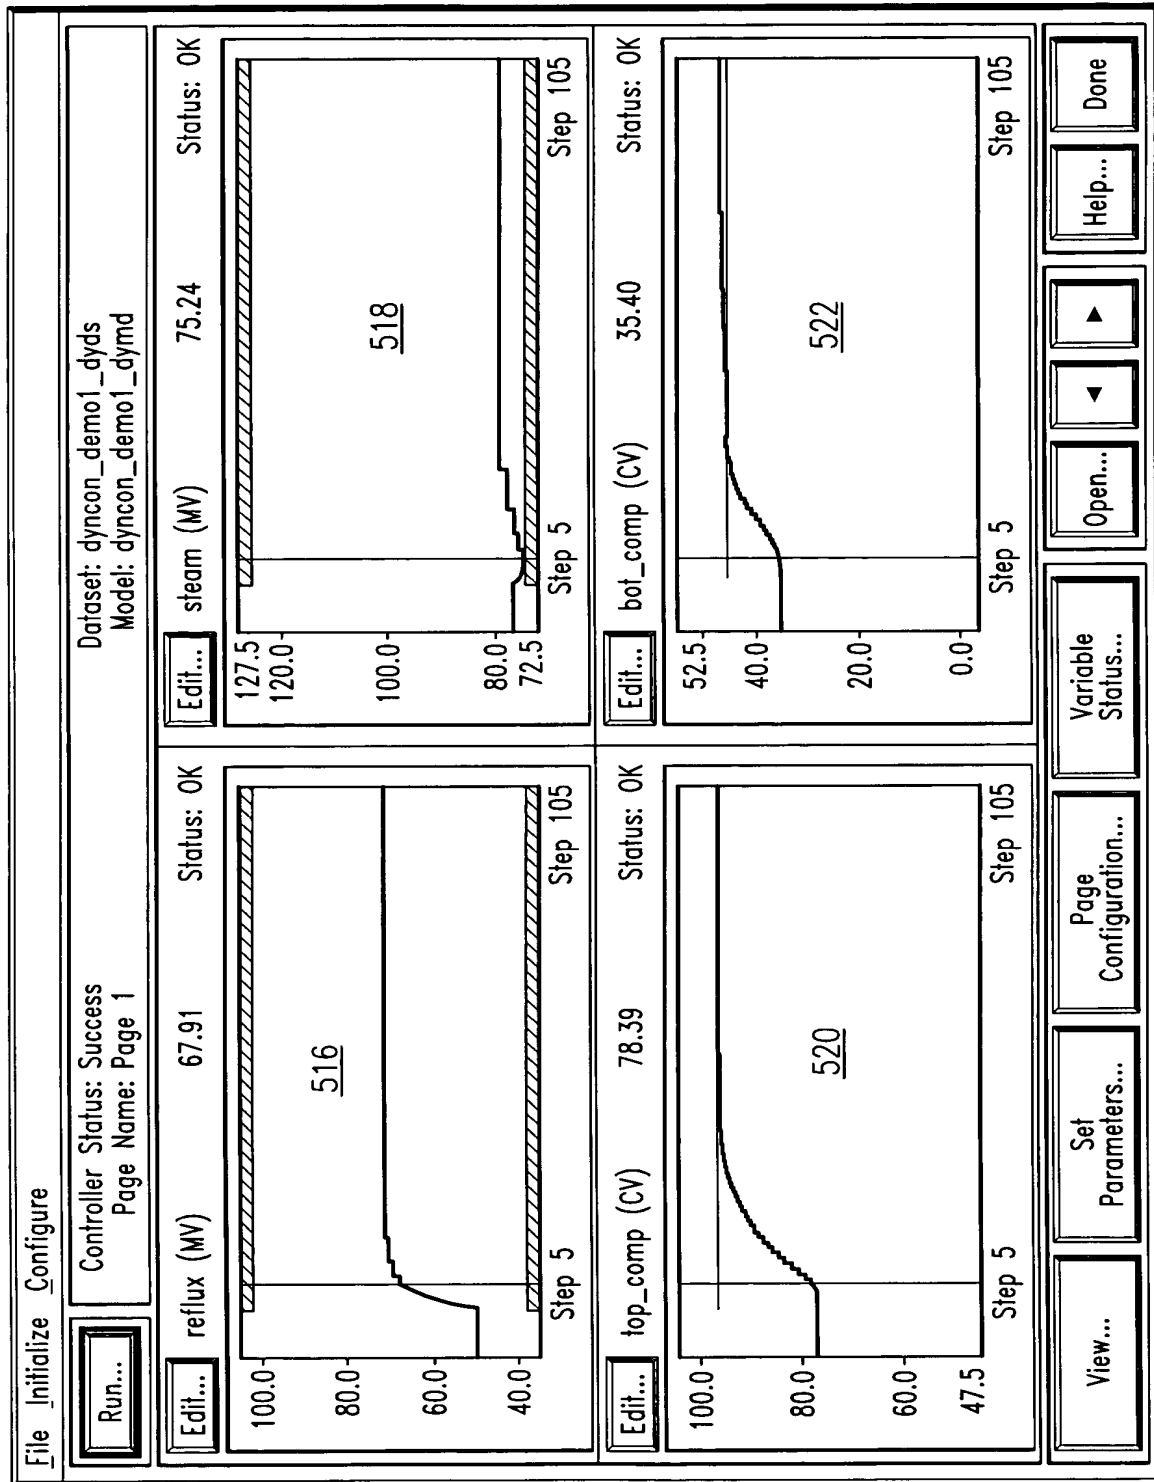 File Initialize Configure
Run...
Controller Status: Success
Page Name: Page 1
Dataset: dyncon_demo1_dyds
Model: dyncon_demo1_dymd
Edit...
reflux (MV)
67.91
Status: OK
100.0
80.0
60.0
40.0
516
Step 5
Step 105
Edit...
steam (MV)
75.24
Status: OK
127.5
120.0
100.0
80.0
72.5
518
Step 5
Step 105
Edit...
top_comp (CV)
78.39
Status: OK
100.0
80.0
60.0
47.5
520
Step 5
Step 105
Edit...
bot_comp (CV)
35.40
Status: OK
52.5
40.0
20.0
0.0
522
Step 5
Step 105
View...
Set
Parameters...
Page
Configuration...
Variable
Status...
Open...
Help...
Done